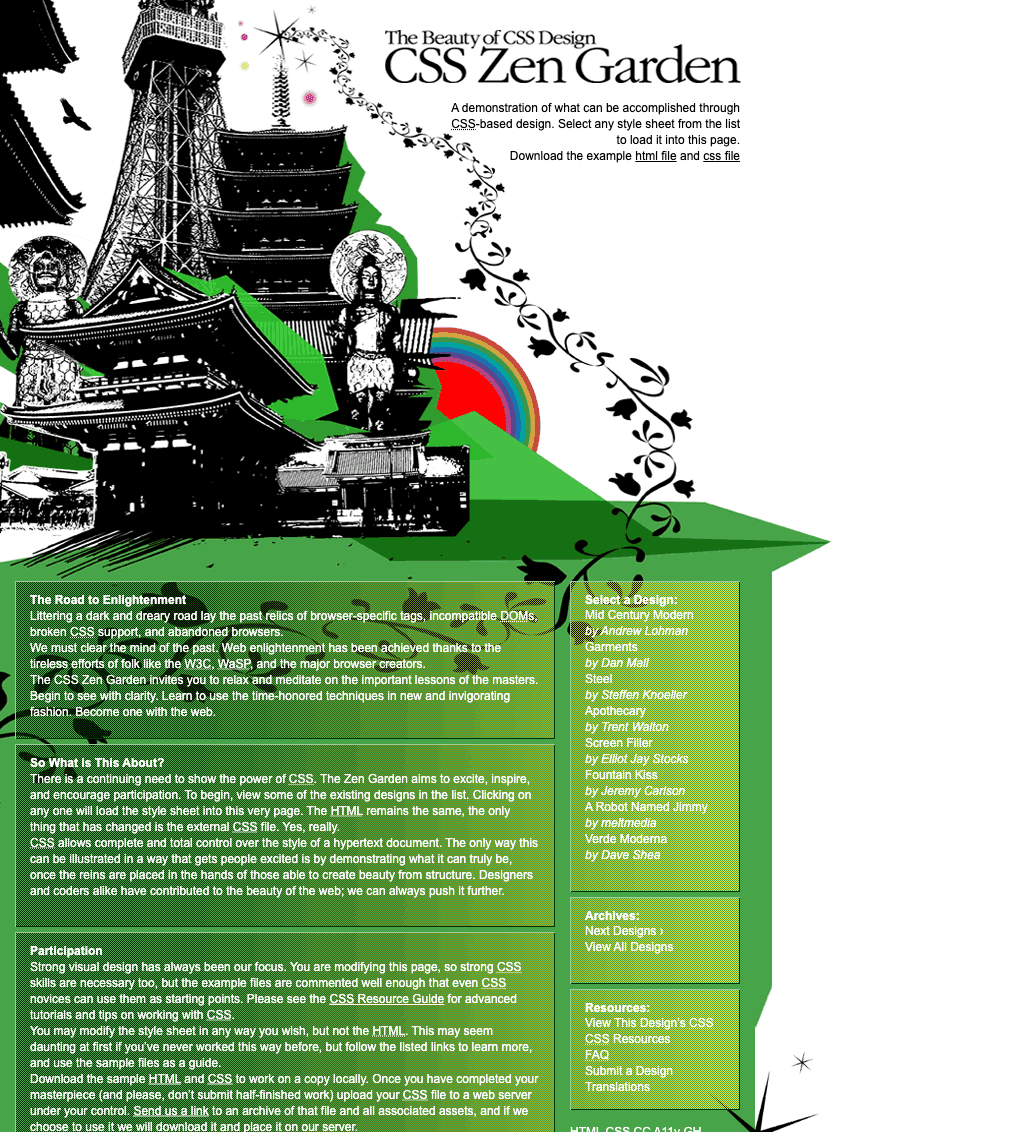 The Beauty of CSS Design
CSS Zen Garden
A demonstration of what can be accomplished through
CSS-based design. Select any style sheet from the list
to load it into this page.
Download the example html file and css file
The Road to Enlightenment
Littering a dark and dreary road lay the past relics of browser-specific tags, incompatible DOMs,
broken CSS support, and abandoned browsers.
We must clear the mind of the past. Web enlightenment has been achieved thanks to the
tireless efforts of folk like the W3C, WaSP, and the major browser creators.
The CSS Zen Garden invites you to relax and meditate on the important lessons of the masters.
Begin to see with clarity. Learn to use the time-honored techniques in new and invigorating
fashion. Become one with the web.
So What is This About?
There is a continuing need to show the power of CSS. The Zen Garden aims to excite, inspire,
and encourage participation. To begin, view some of the existing designs in the list. Clicking on
any one will load the style sheet into this very page. The HTML remains the same, the only
thing that has changed is the external CSS file. Yes, really.
CSS allows complete and total control over the style of a hypertext document. The only way this
can be illustrated in a way that gets people excited is by demonstrating what it can truly be,
once the reins are placed in the hands of those able to create beauty from structure. Designers
and coders alike have contributed to the beauty of the web; we can always push it further.
Participation
Strong visual design has always been our focus. You are modifying this page, so strong CSS
skills are necessary too, but the example files are commented well enough that even CSS
novices can use them as starting points. Please see the CSS Resource Guide for advanced
tutorials and tips on working with CSS.
You may modify the style sheet in any way you wish, but not the HTML. This may seem
daunting at first if you've never worked this way before, but follow the listed links to learn more,
and use the sample files as a guide.
Download the sample HTML and CSS to work on a copy locally. Once you have completed your
masterpiece (and please, don't submit half-finished work) upload your CSS file to a web server
under your control. Send us a link to an archive of that file and all associated assets, and if we
choose to use it we will download it and place it on our server.
Select a Design:
Mid Century Modern
by Andrew Lohman
Garments
by Dan Mall
Steel
by Steffen Knoeller
Apothecary
by Trent Walton
Screen Filler
by Elliot Jay Stocks
Fountain Kiss
by Jeremy Carlson
A Robot Named Jimmy
by meltmedia
Verde Moderna
by Dave Shea
Archives:
Next Designs ›
View All Designs
Resources:
View This Design's CSS
CSS Resources
FAQ
Submit a Design
Translations
HTML CSS CC A11y GH